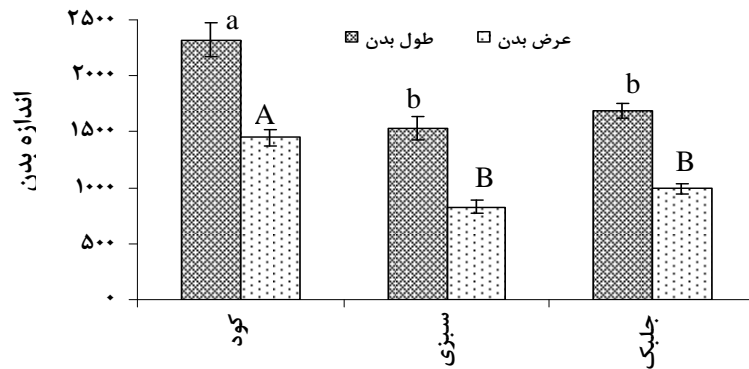 ۲۵۰۰
۲۰۰۰
۱۵۰۰
۱۰۰۰
۵۰۰
۰
اندازه بدن
طول بدن
عرض بدن
a
A
b
B
b
B
کود
سبزی
جلبک